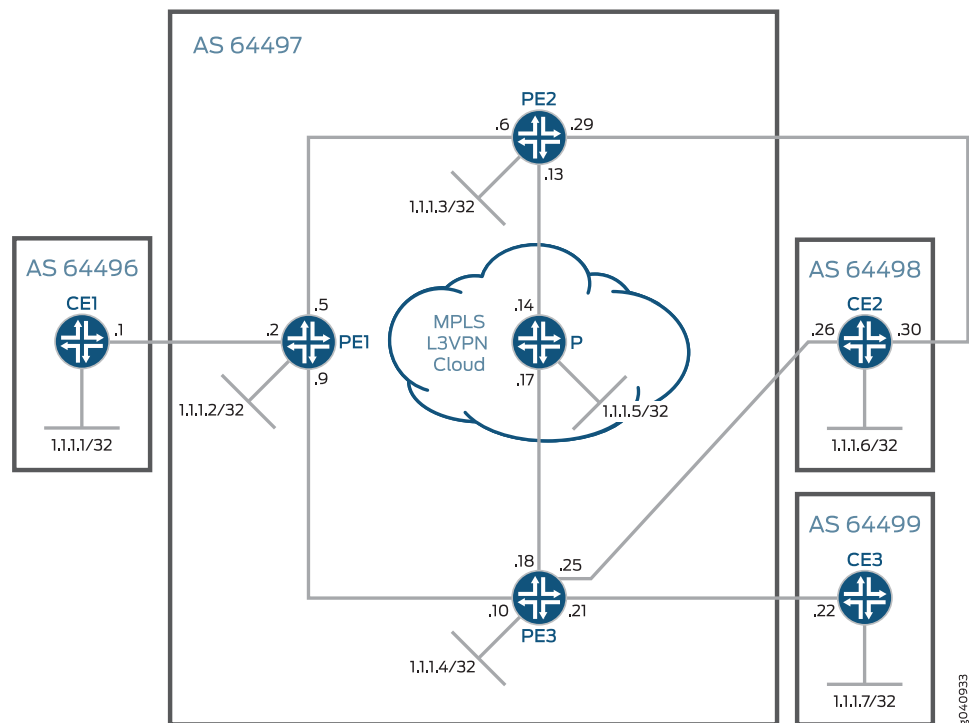 AS 64497
PE2
.6
.29
.13
1.1.1.3/32
AS 64496
CE1
.1
1.1.1.1/32
.5
.2
PE1
.9
1.1.1.2/32
MPLS
L3VPN
Cloud
.14
P
.17
1.1.1.5/32
AS 64498
CE2
.26
.30
1.1.1.6/32
.18
.25
.10
.21
PE3
1.1.1.4/32
AS 64499
CE3
.22
1.1.1.7/32
g040933